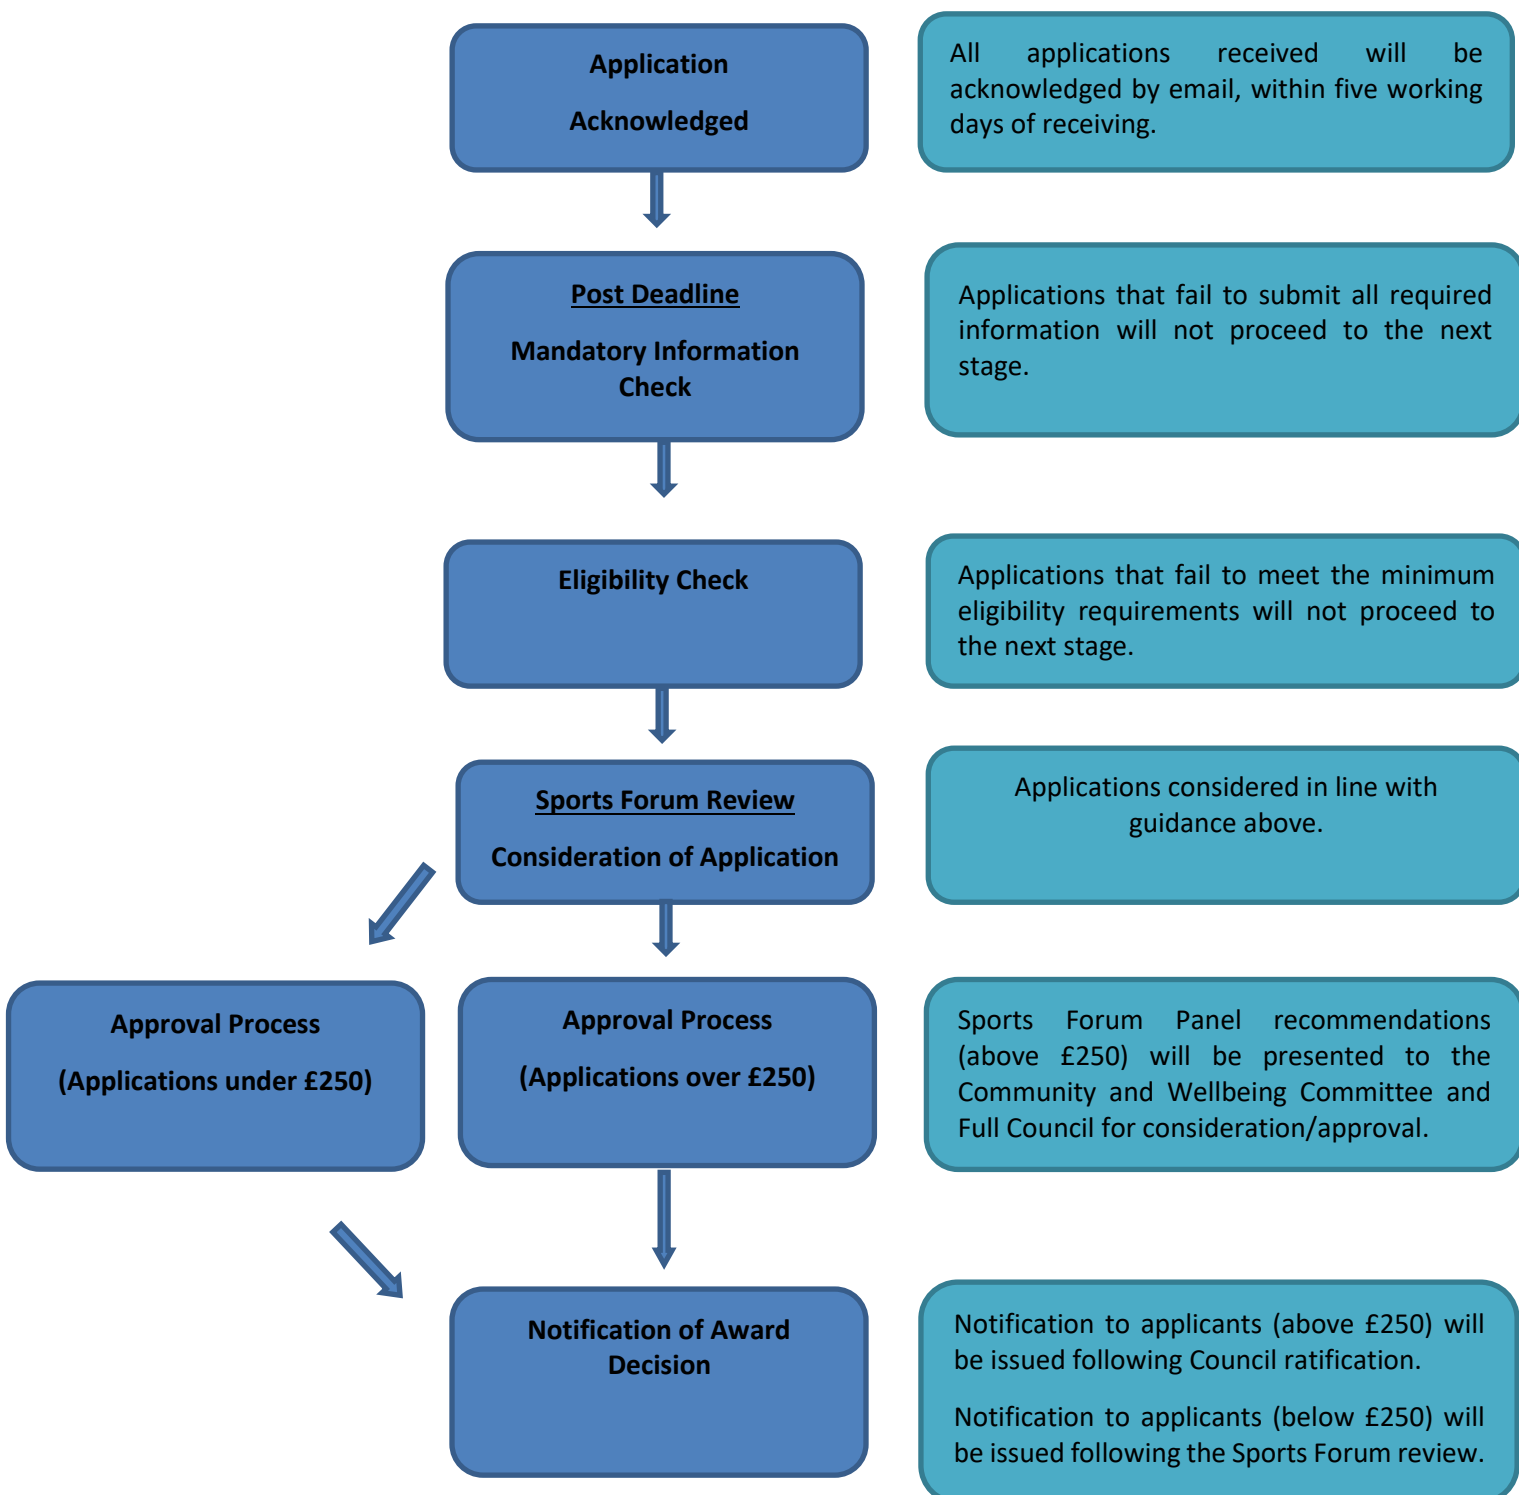 Application
Acknowledged
All applications received will be
acknowledged by email, within five working
days of receiving.
Post Deadline
Mandatory Information
Check
Applications that fail to submit all required
information will not proceed to the next
stage.
Eligibility Check
Applications that fail to meet the minimum
eligibility requirements will not proceed to
the next stage.
Sports Forum Review
Consideration of Application
Applications considered in line with
guidance above.
Approval Process
(Applications under £250)
Approval Process
(Applications over £250)
Sports Forum Panel recommendations
(above £250) will be presented to the
Community and Wellbeing Committee and
Full Council for consideration/approval.
Notification of Award
Decision
Notification to applicants (above £250) will
be issued following Council ratification.
Notification to applicants (below £250) will
be issued following the Sports Forum review.